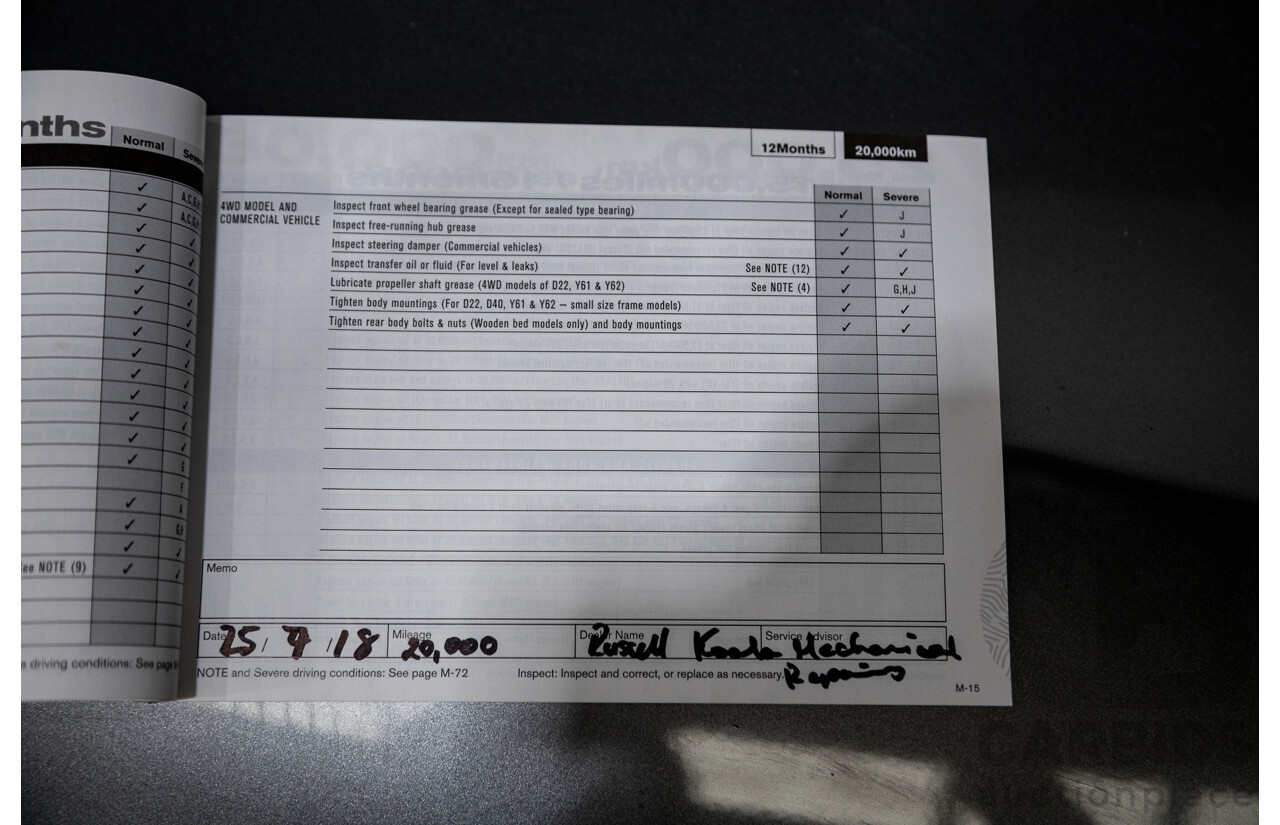 nths
Normal
A,C,G
A,C,G
G
F
A
G,H
ee NOTE (9)
e driving conditions: See page
12Months 20,000km
Normal Severe
4WD MODEL AND
COMMERCIAL VEHICLE
Inspect front wheel bearing grease (Except for sealed type bearing) ✓ J
Inspect free-running hub grease ✓ J
Inspect steering damper (Commercial vehicles) ✓ ✓
Inspect transfer oil or fluid (For level & leaks) See NOTE (12) ✓ ✓
Lubricate propeller shaft grease (4WD models of D22, Y61 & Y62) See NOTE (4) ✓ G,H,J
Tighten body mountings (For D22, D40, Y61 & Y62 – small size frame models) ✓ ✓
Tighten rear body bolts & nuts (Wooden bed models only) and body mountings ✓ ✓
Memo
Date 25/ 7 /18 Mileage 20,000 Dealer Name Russell Service Advisor Mechanical
NOTE and Severe driving conditions: See page M-72 Inspect: Inspect and correct, or replace as necessary.
M-15
CARBIDS
auctionplace